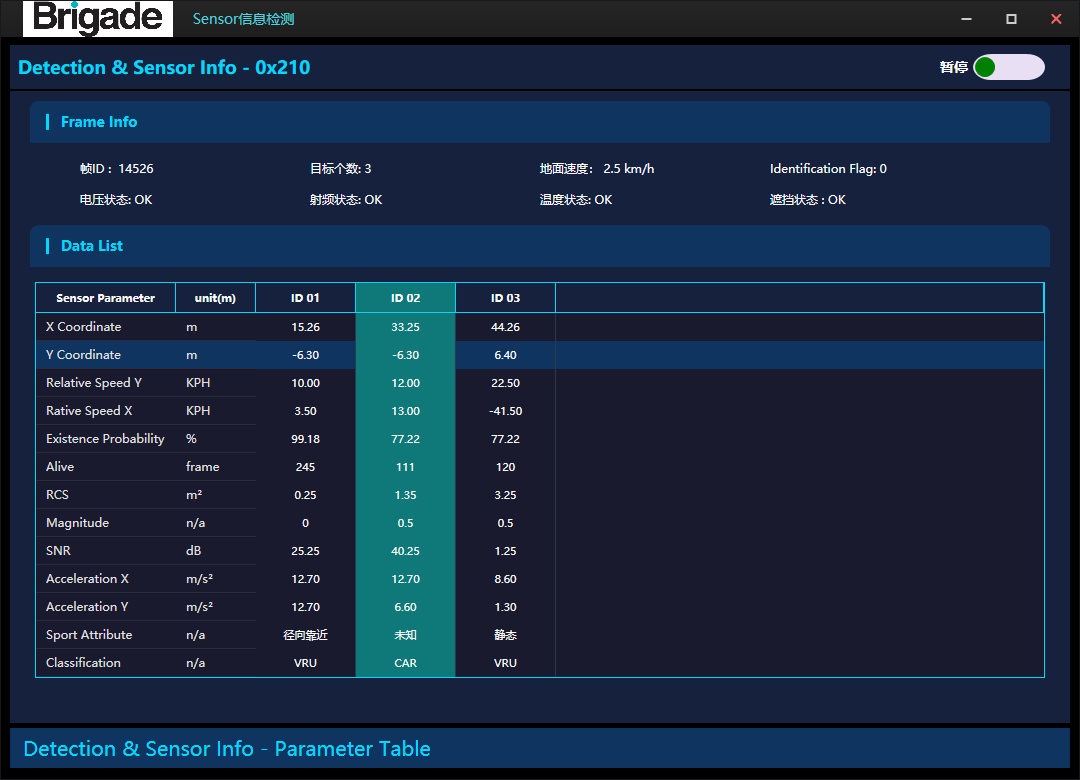 Brigade Sensor信息检测
Detection & Sensor Info - 0x210 暂停
Frame Info
帧ID : 14526 目标个数: 3 地面速度: 2.5 km/h Identification Flag: 0
电压状态: OK 射频状态: OK 温度状态: OK 遮挡状态 : OK
Data List
Sensor Parameter unit(m) ID 01 ID 02 ID 03
X Coordinate m 15.26 33.25 44.26
Y Coordinate m -6.30 -6.30 6.40
Relative Speed Y KPH 10.00 12.00 22.50
Rative Speed X KPH 3.50 13.00 -41.50
Existence Probability % 99.18 77.22 77.22
Alive frame 245 111 120
RCS m² 0.25 1.35 3.25
Magnitude n/a 0 0.5 0.5
SNR dB 25.25 40.25 1.25
Acceleration X m/s² 12.70 12.70 8.60
Acceleration Y m/s² 12.70 6.60 1.30
Sport Attribute n/a 径向靠近 未知 静态
Classification n/a VRU CAR VRU
Detection & Sensor Info - Parameter Table